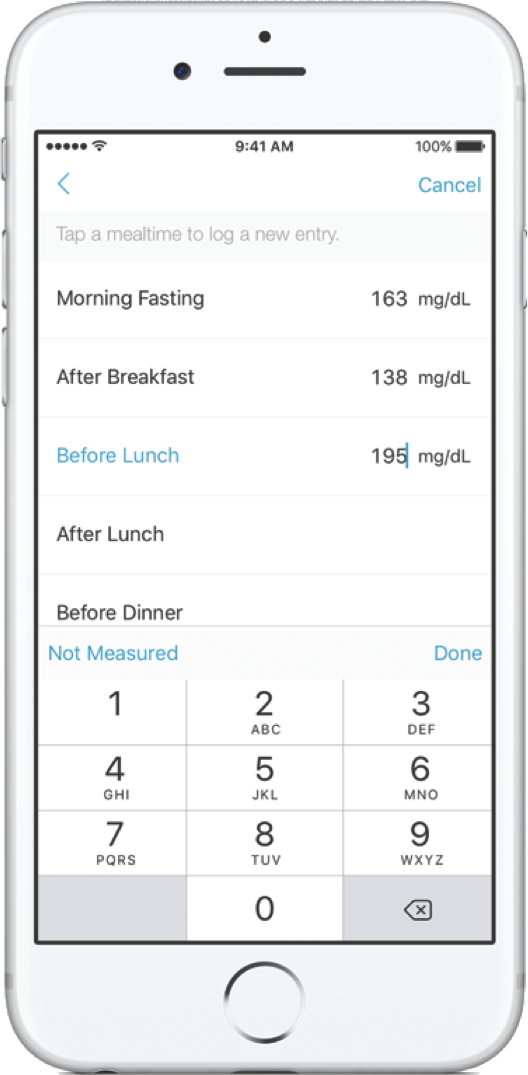 9:41 AM 100%
Cancel
Tap a mealtime to log a new entry.
Morning Fasting 163 mg/dL
After Breakfast 138 mg/dL
Before Lunch 195 mg/dL
After Lunch
Before Dinner
Not Measured Done
1 2 3
ABC DEF
4 5 6
GHI JKL MNO
7 8 9
PQRS TUV WXYZ
0